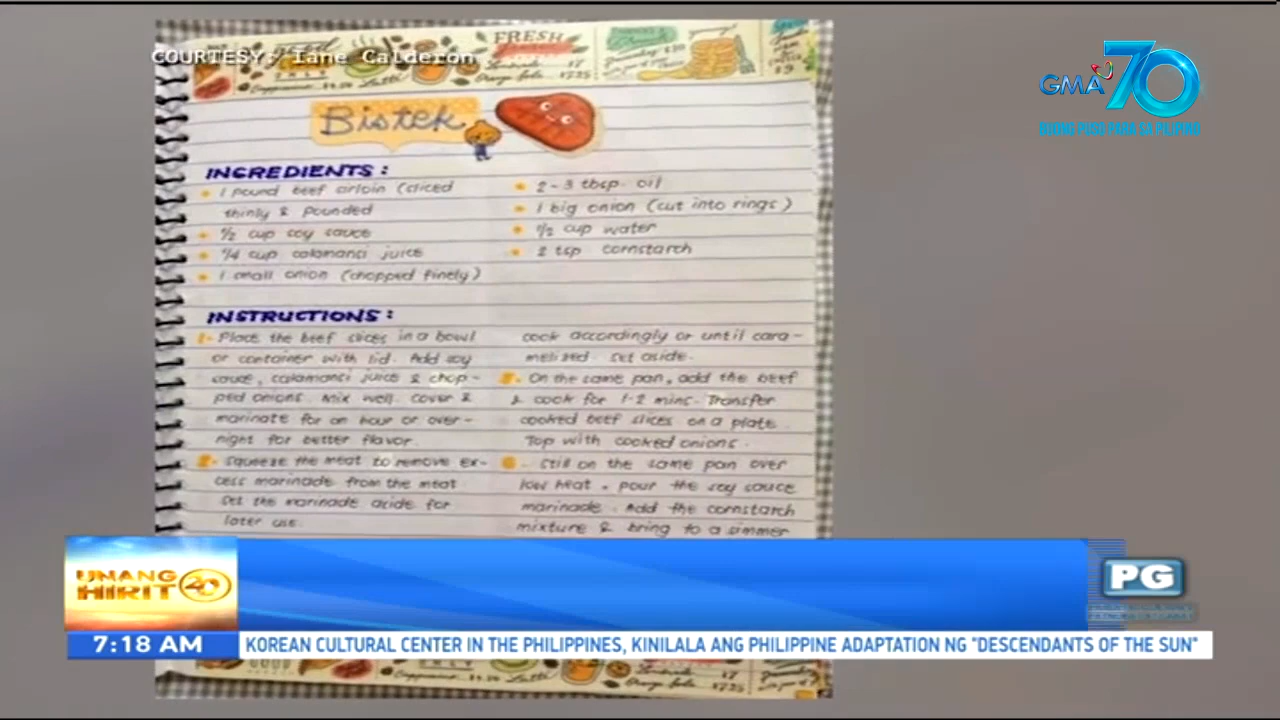 COURTESY: Iane Calderon
FRESH
GMA 70
Bistek
INGREDIENTS:
1 pound beef sirloin (sliced
thinly & pounded
1/2 cup soy sauce
1/4 cup calamansi juice
1 small onion (chopped finely)
2-3 tbsp. oil
1 big onion (cut into rings)
1/2 cup water
2 tsp cornstarch
INSTRUCTIONS:
1. Place the beef slices in a bowl
or container with lid. Add soy
sauce, calamansi juice & chop-
ped onions. Mix well. Cover &
marinate for an hour or over-
night for better flavor.
2. Squeeze the meat to remove ex-
cess marinade from the meat
Set the marinade aside for
later use.
cook accordingly or until cara-
melized. Set aside.
On the same pan, add the beef
& cook for 1-2 mins. Transfer
cooked beef slices on a plate.
Top with cooked onions.
Still on the same pan over
low heat, pour the soy sauce
marinade. Add the cornstarch
mixture & bring to a simmer
UNANG
HIRIT 20
PG
7:18 AM
KOREAN CULTURAL CENTER IN THE PHILIPPINES, KINILALA ANG PHILIPPINE ADAPTATION NG "DESCENDANTS OF THE SUN"